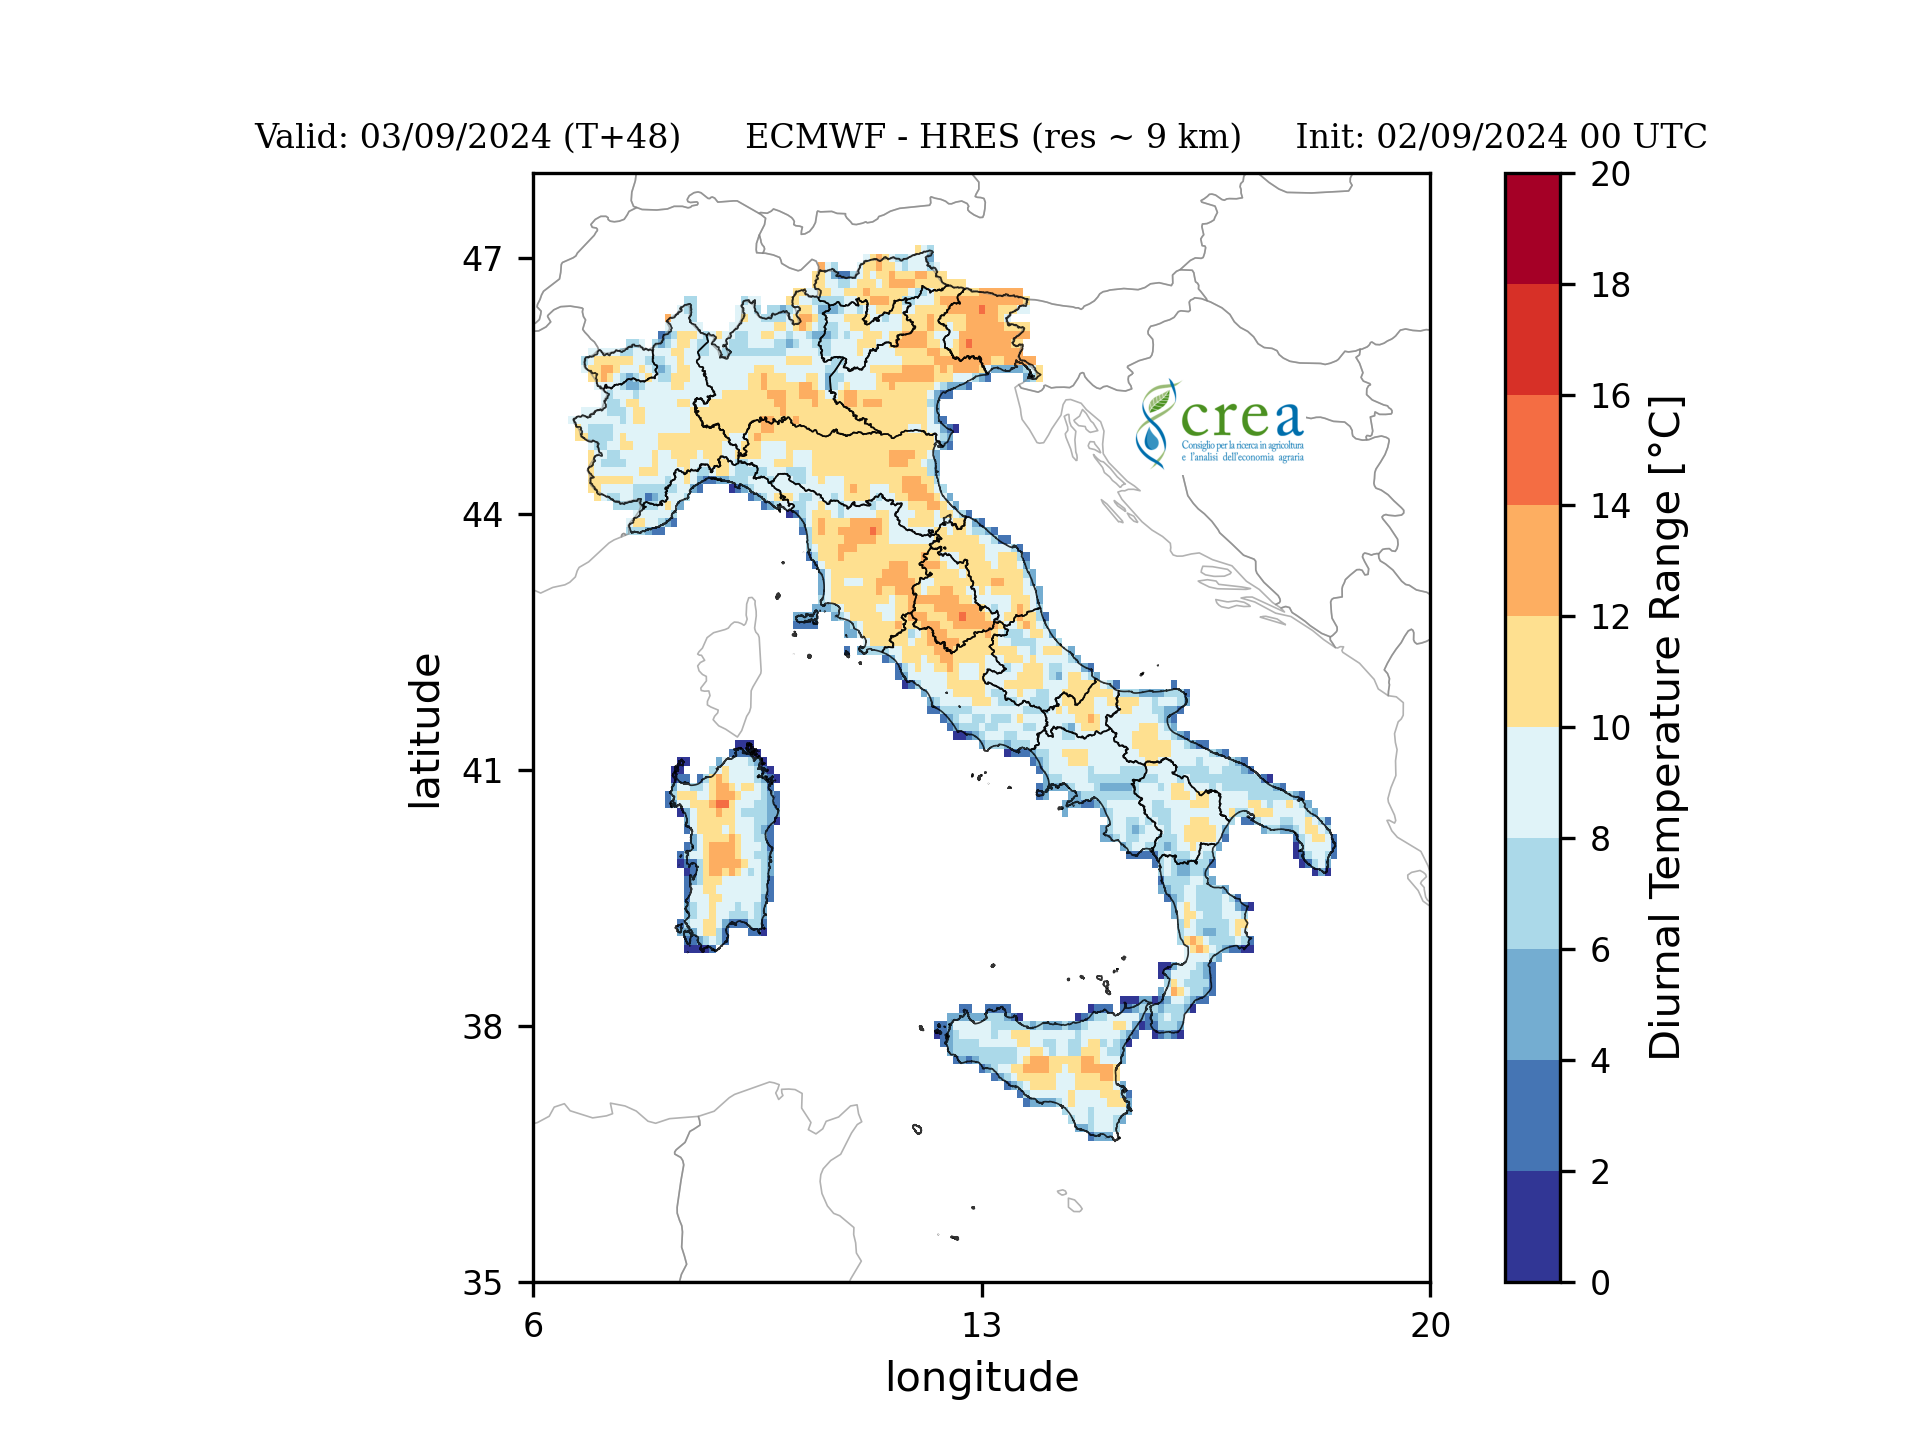 Valid: 03/09/2024 (T+48) ECMWF - HRES (res ~ 9 km) Init: 02/09/2024 00 UTC
47
44
41
38
35
6 13 20
longitude
latitude
crea
Consiglio per la ricerca in agricoltura
e l'analisi dell'economia agraria
20
18
16
14
12
10
8
6
4
2
0
Diurnal Temperature Range [°C]